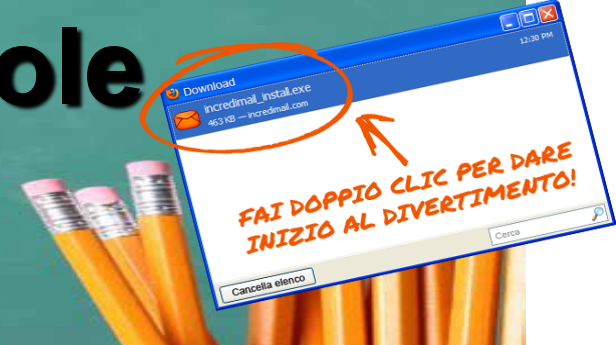 ole
Download
12:30 PM
incredimail_install.exe
463 KB — incredimail.com
FAI DOPPIO CLIC PER DARE
INIZIO AL DIVERTIMENTO!
Cerca
Cancella elenco